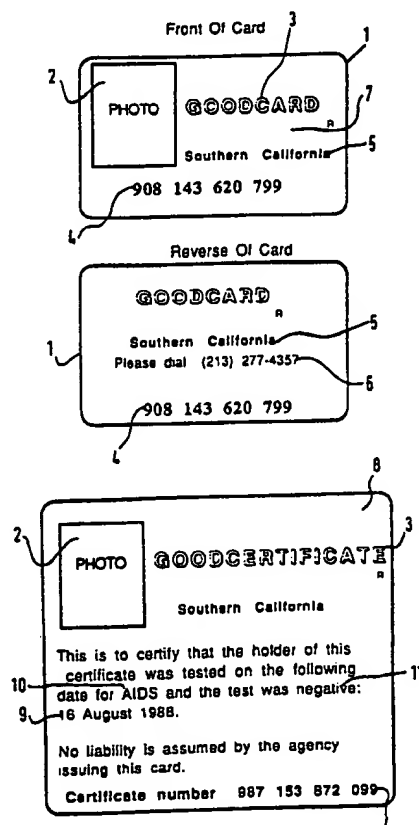 Front Of Card
3
1
2
PHOTO
GOODCARD
R
7
Southern California
5
908 143 620 799
4
Reverse Of Card
GOODCARD
R
1
Southern California
5
Please dial (213) 277-4357
6
908 143 620 799
4
8
2
3
PHOTO
GOODCERTIFICATE
R
Southern California
This is to certify that the holder of this
certificate was tested on the following
10
11
date for AIDS and the test was negative:
9
16 August 1988.
No liability is assumed by the agency
issuing this card.
Certificate number 987 153 872 099